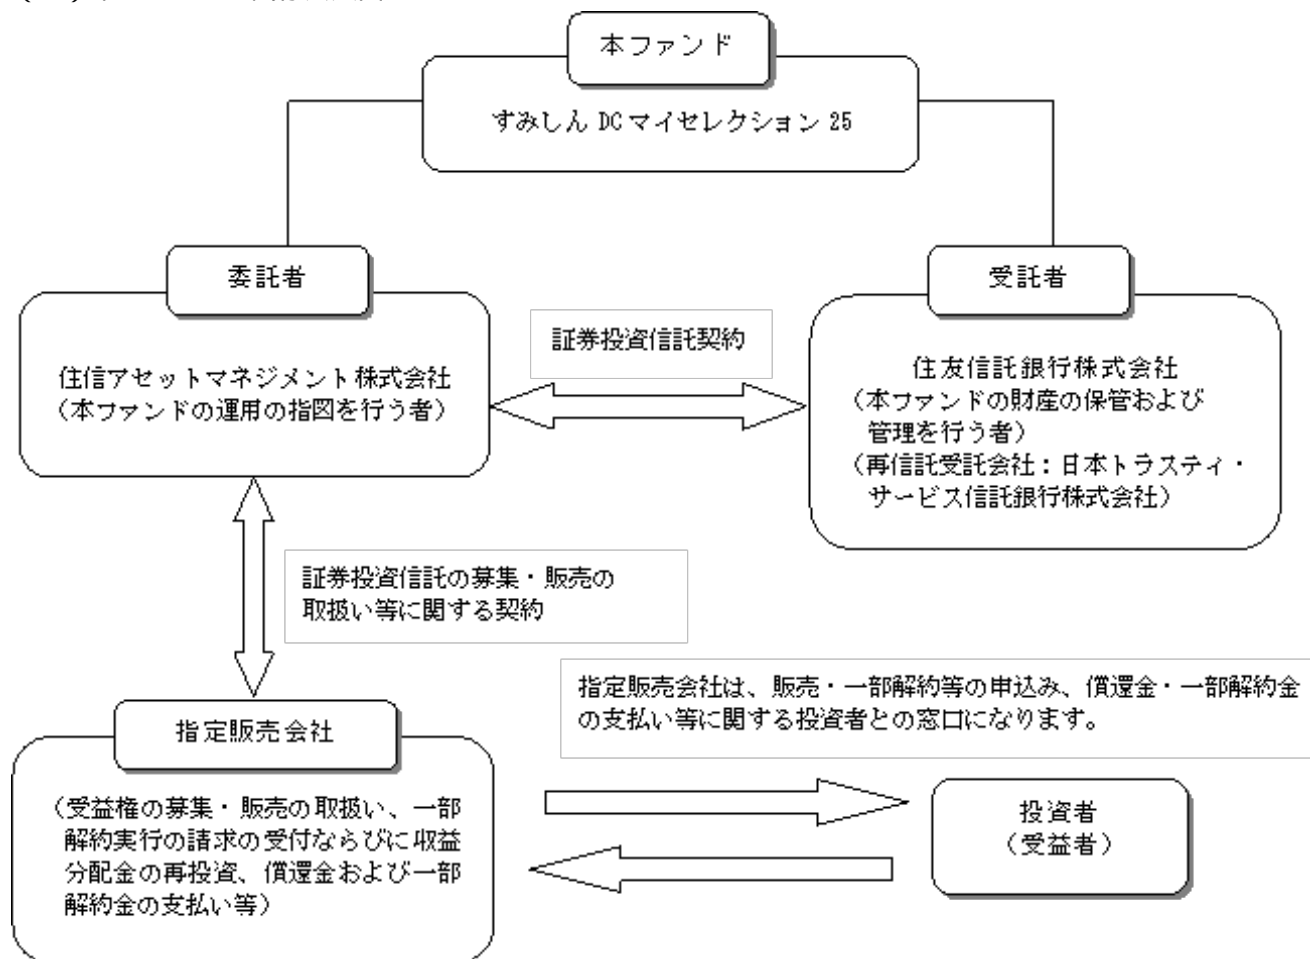 本ファンド
すみしん DC マイセレクション 25
委託者
受託者
住信アセットマネジメント株式会社
（本ファンドの運用の指図を行う者）
証券投資信託契約
住友信託銀行株式会社
（本ファンドの財産の保管および
管理を行う者）
（再信託受託会社：日本トラスティ・
サービス信託銀行株式会社）
証券投資信託の募集・販売の
取扱い等に関する契約
指定販売会社は、販売・一部解約等の申込み、償還金・一部解約金
の支払い等に関する投資者との窓口になります。
指定販売会社
（受益権の募集・販売の取扱い、一部
解約実行の請求の受付ならびに収益
分配金の再投資、償還金および一部
解約金の支払い等）
投資者
（受益者）